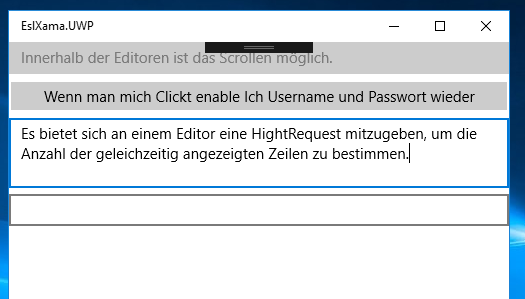 EslXama.UWP
Innerhalb der Editoren ist das Scrollen möglich.
Wenn man mich Clickt enable Ich Username und Passwort wieder
Es bietet sich an einem Editor eine HightRequest mitzugeben, um die
Anzahl der geleichzeitig angezeigten Zeilen zu bestimmen.